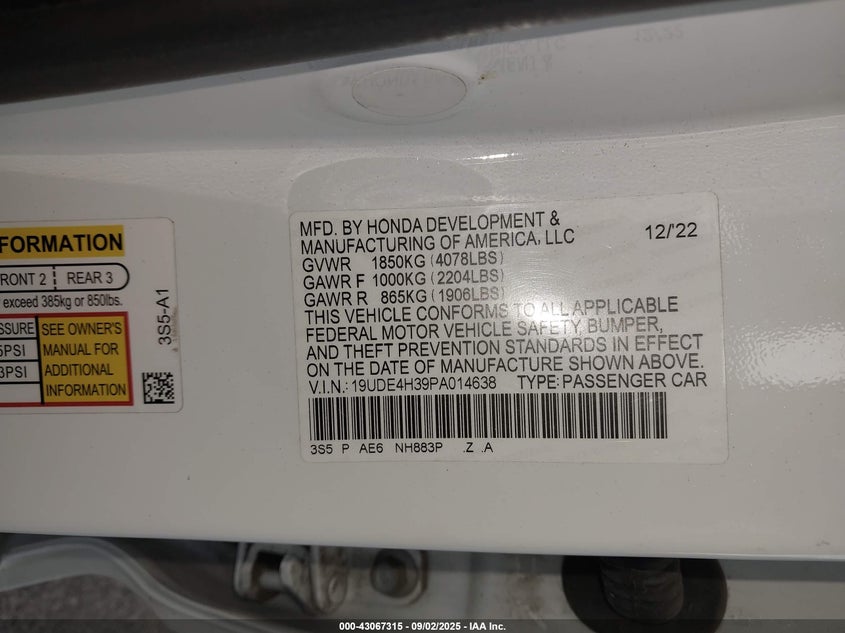 FORMATION
FRONT 2 REAR 3
exceed 385kg or 850lbs.
SSURE SEE OWNER'S
5PSI MANUAL FOR
3PSI ADDITIONAL
INFORMATION
3S5-A1
MFD. BY HONDA DEVELOPMENT & 
MANUFACTURING OF AMERICA, LLC 12/'22
GVWR 1850KG (4078LBS)
GAWR F 1000KG (2204LBS)
GAWR R 865KG (1906LBS)
THIS VEHICLE CONFORMS TO ALL APPLICABLE
FEDERAL MOTOR VEHICLE SAFETY, BUMPER,
AND THEFT PREVENTION STANDARDS IN EFFECT
ON THE DATE OF MANUFACTURE SHOWN ABOVE.
V.I.N.: 19UDE4H39PA014638 TYPE: PASSENGER CAR
3S5 P AE6 NH883P .Z .A
000-43067315 - 09/02/2025 - IAA Inc.